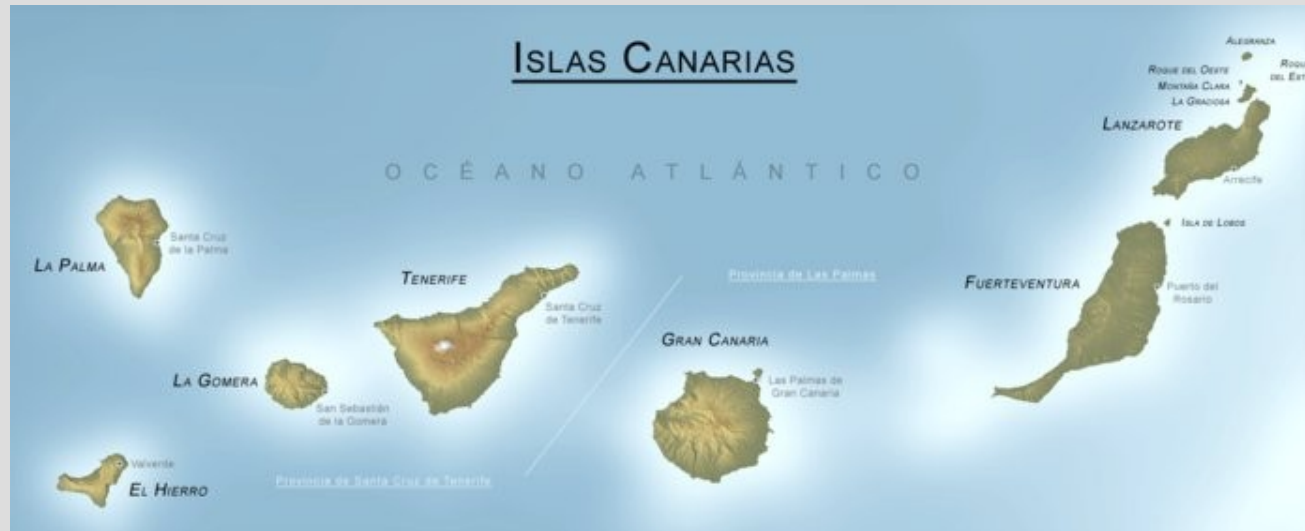 ISLAS CANARIAS
ALEGRANZA
ROQUE DEL OESTE
MONTAÑA CLARA
LA GRACIOSA
LANZAROTE
Arrecife
OCÉANO ATLÁNTICO
ISLA DE LOBOS
Santa Cruz
de la Palma
LA PALMA
TENERIFE
Provincia de Las Palmas
FUERTEVENTURA
Puerto del
Rosario
Santa Cruz
de Tenerife
GRAN CANARIA
LA GOMERA
Las Palmas de
Gran Canaria
San Sebastián
de la Gomera
Valverde
EL HIERRO
Provincia de Santa Cruz de Tenerife